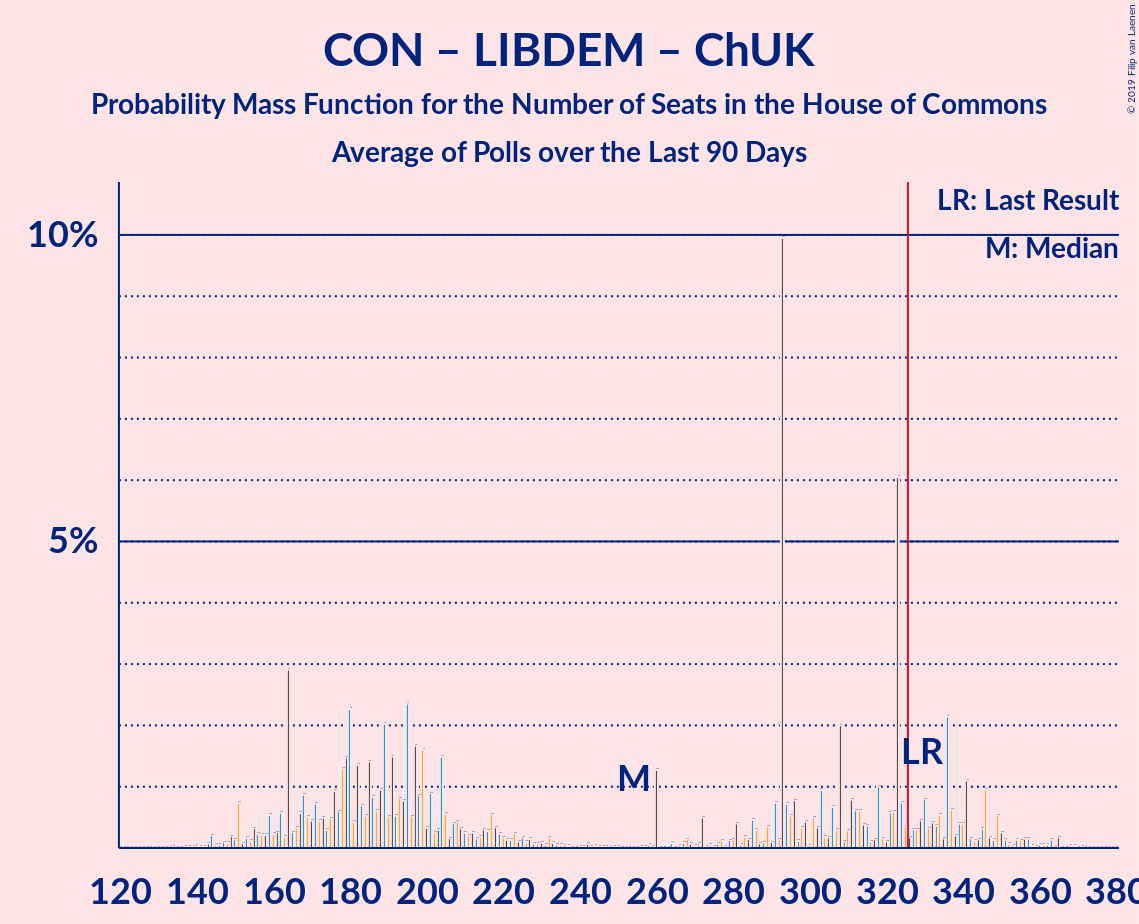 CON – LIBDEM – ChUK
Probability Mass Function for the Number of Seats in the House of Commons
Average of Polls over the Last 90 Days
© 2019 Filip van Laenen
LR: Last Result
M: Median
10%
5%
M
LR
120 140 160 180 200 220 240 260 280 300 320 340 360 380